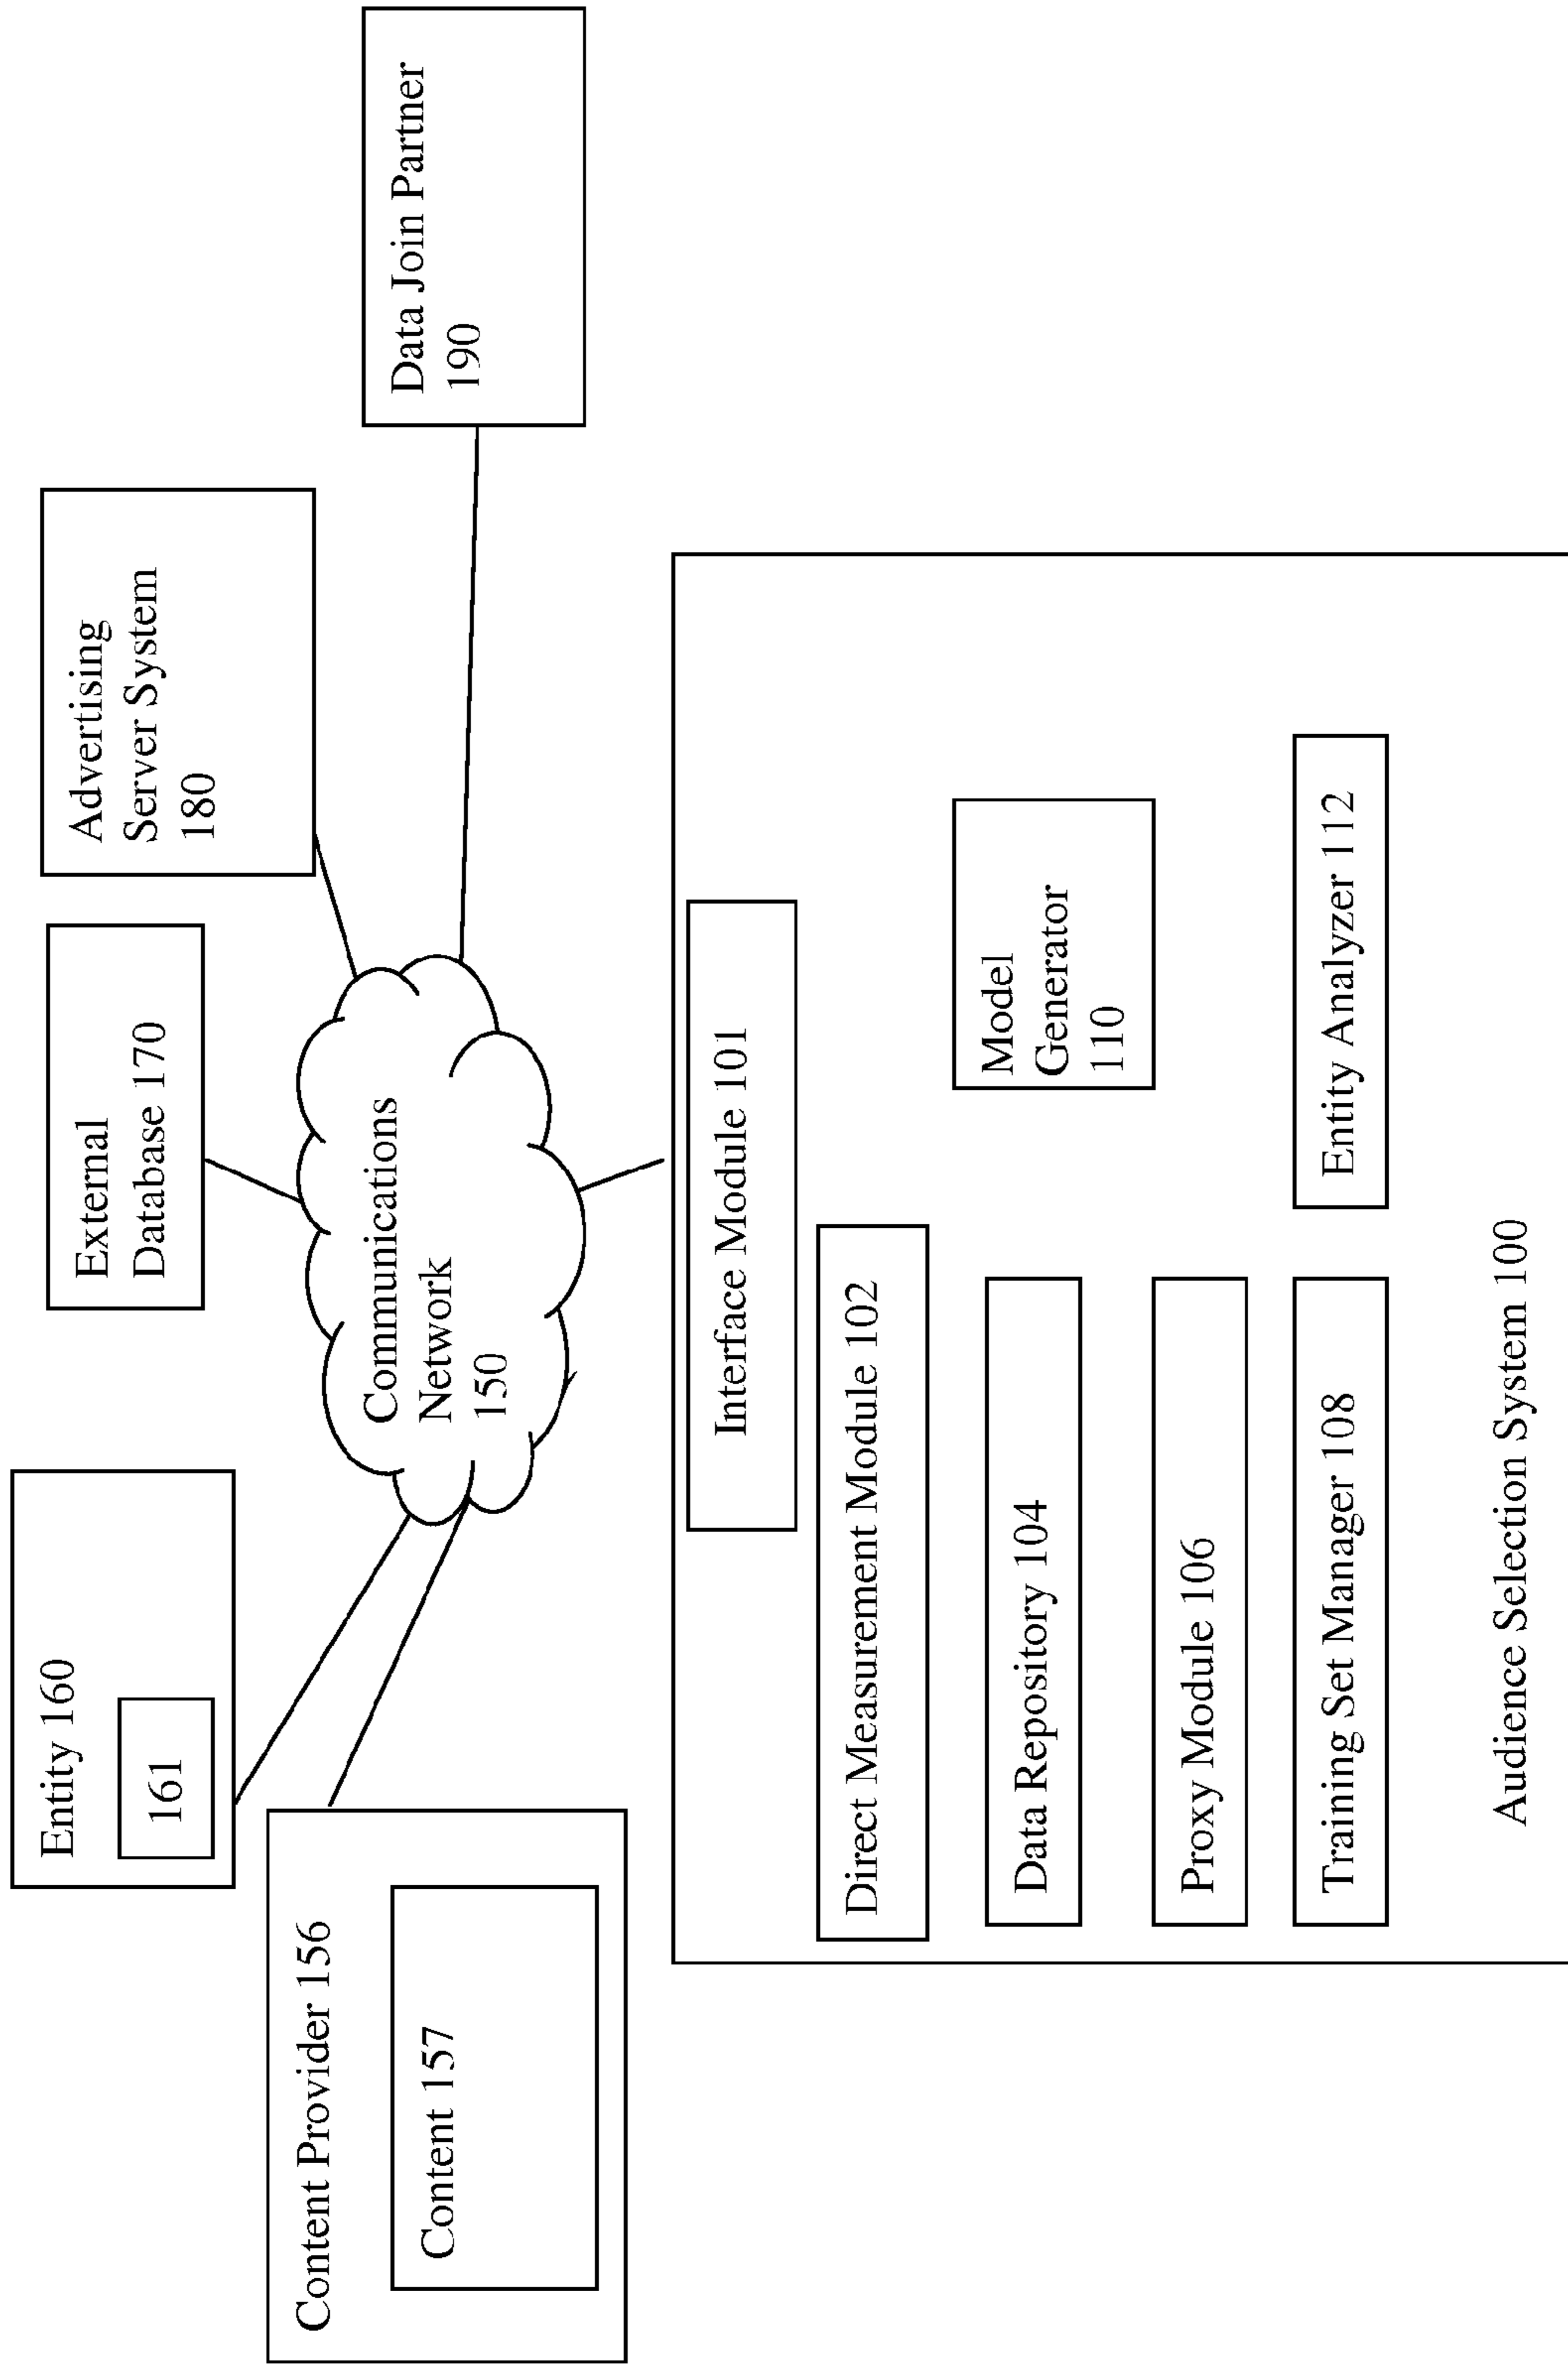 Entity 160
161
External
Database 170
Advertising
Server System
180
Content Provider 156
Content 157
Communications
Network
150
Data Join Partner
190
Interface Module 101
Direct Measurement Module 102
Data Repository 104
Model
Generator
110
Proxy Module 106
Training Set Manager 108
Entity Analyzer 112
Audience Selection System 100